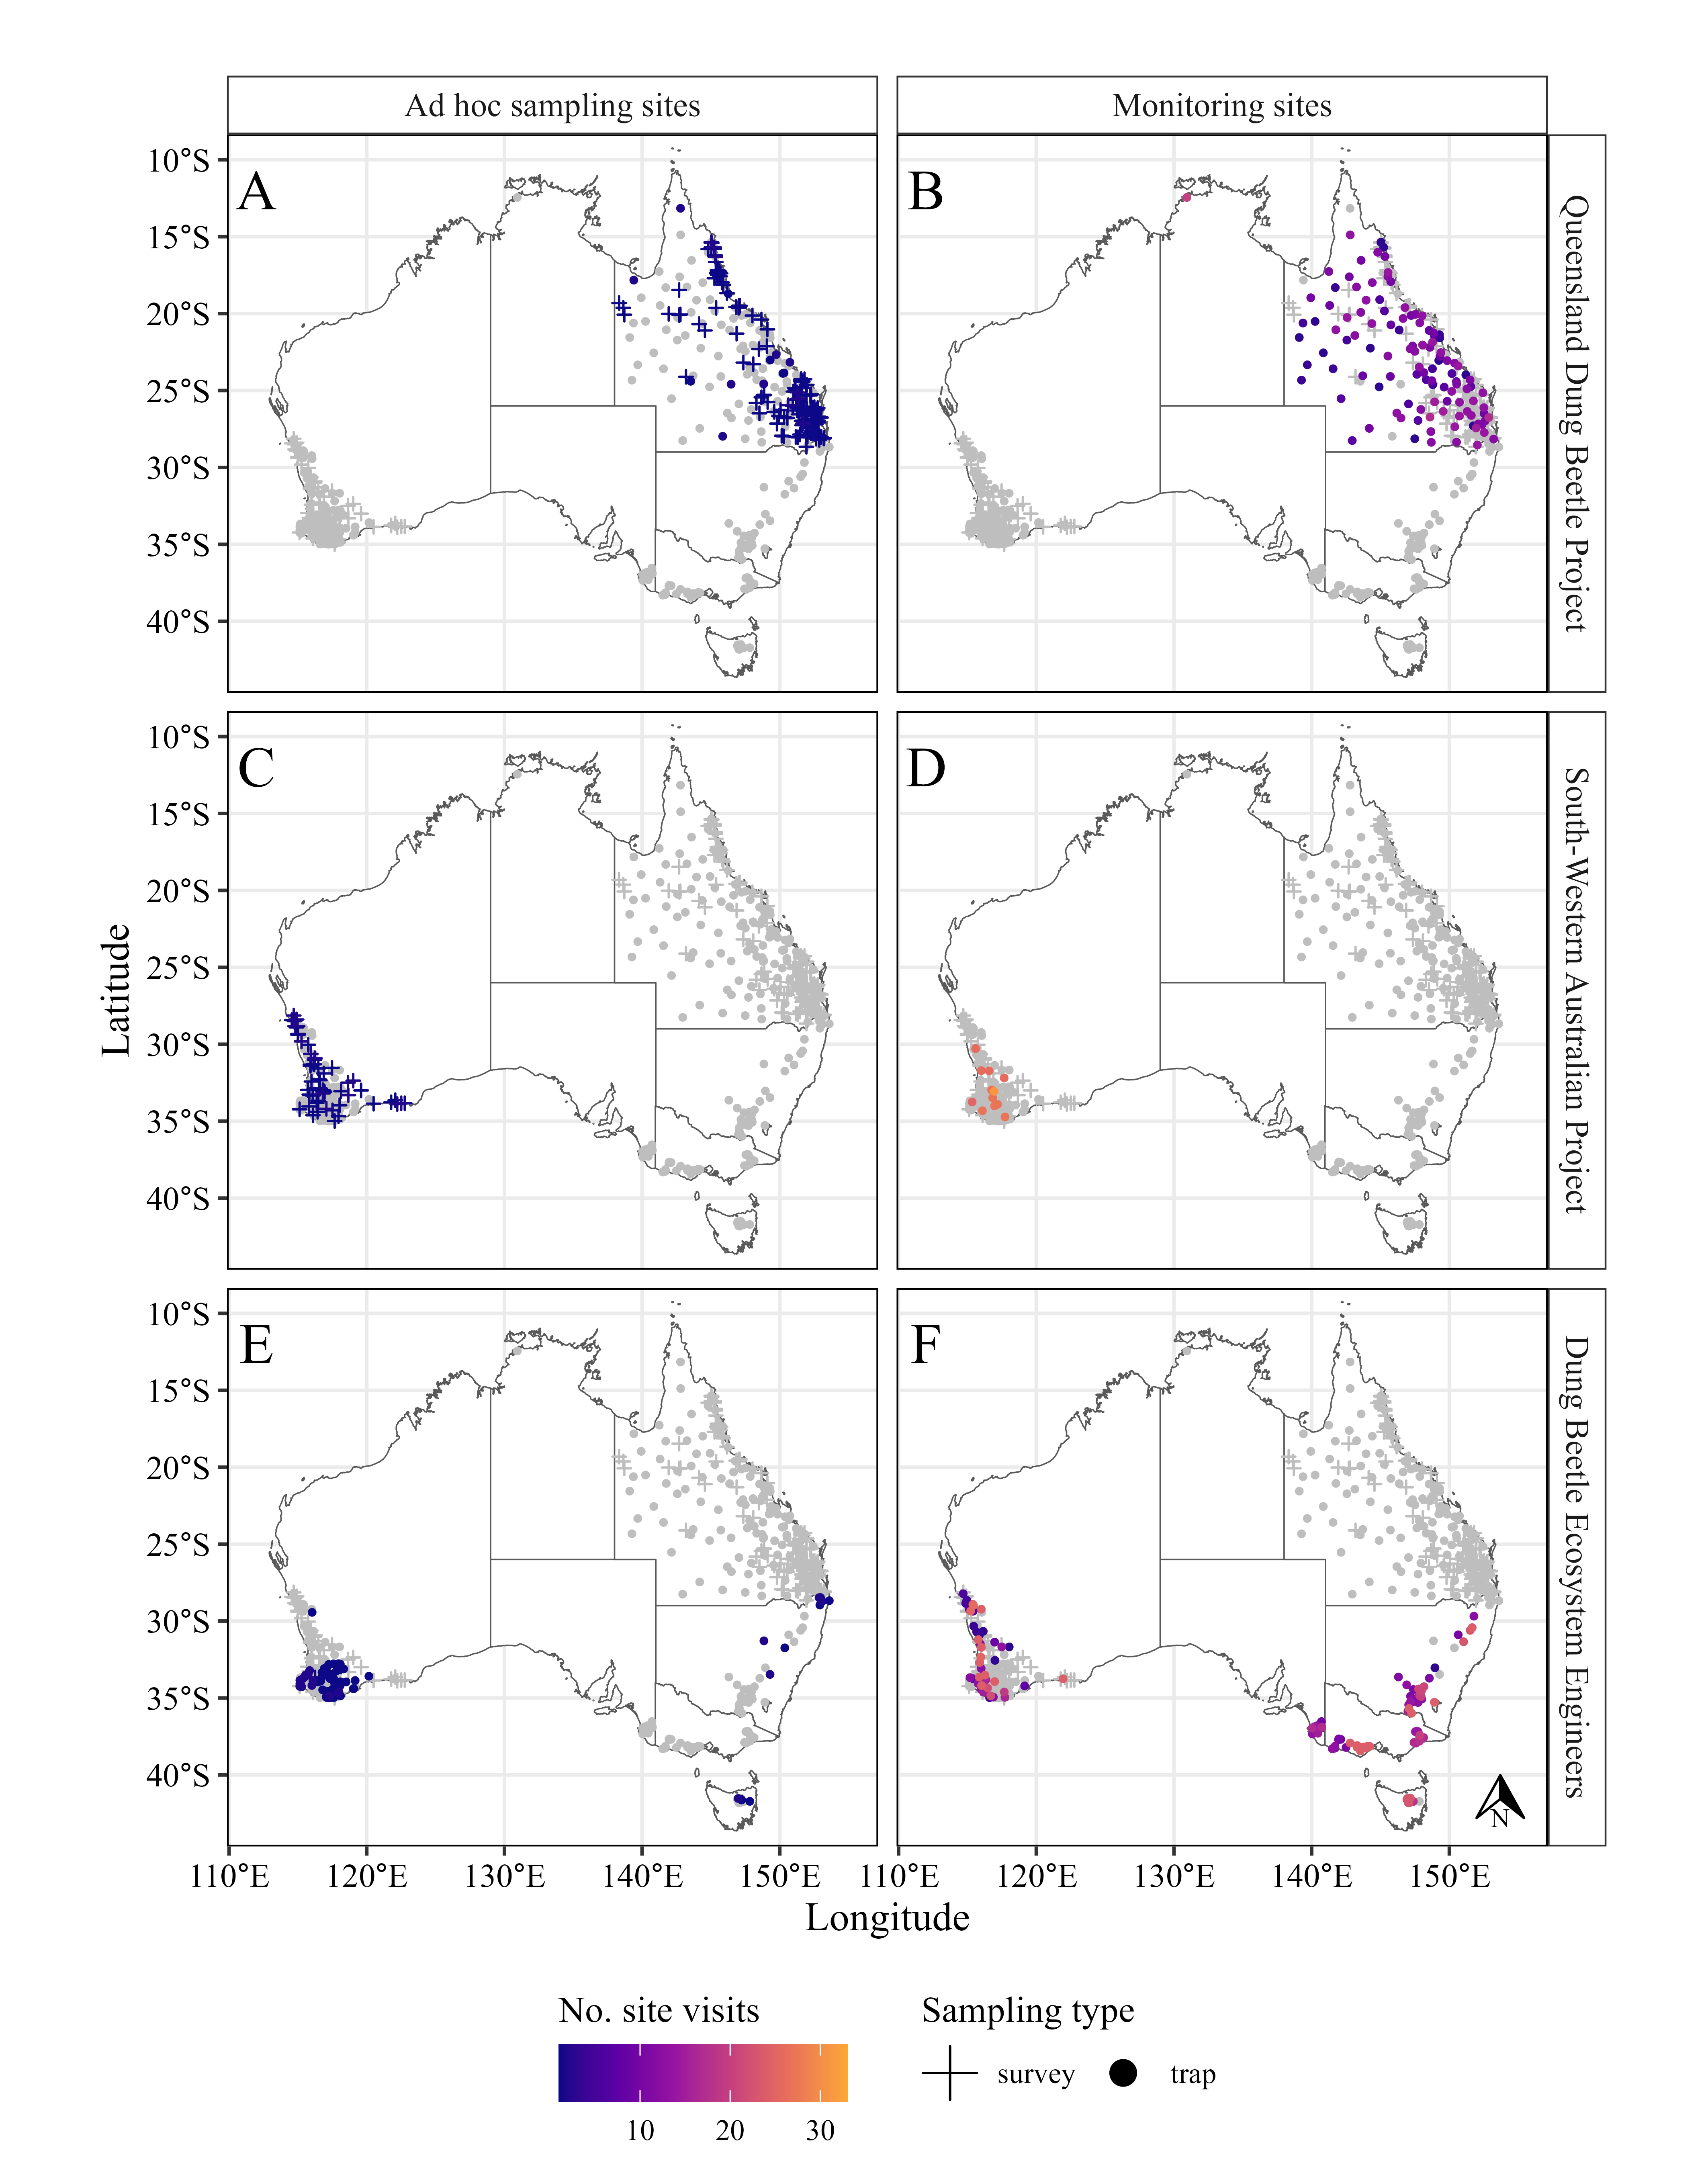 Ad hoc sampling sites
Monitoring sites
10°S
15°S
20°S
25°S
30°S
35°S
40°S
A
B
Queensland Dung Beetle Project
10°S
15°S
20°S
25°S
30°S
35°S
40°S
C
D
South-Western Australian Project
Latitude
10°S
15°S
20°S
25°S
30°S
35°S
40°S
E
F
N
Dung Beetle Ecosystem Engineers
110°E 120°E 130°E 140°E 150°E 110°E 120°E 130°E 140°E 150°E
Longitude
No. site visits
10 20 30
Sampling type
survey trap